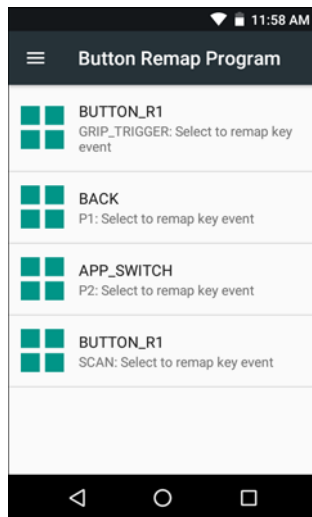 11:58 AM
Button Remap Program
BUTTON_R1
GRIP_TRIGGER: Select to remap key
event
BACK
P1: Select to remap key event
APP_SWITCH
P2: Select to remap key event
BUTTON_R1
SCAN: Select to remap key event